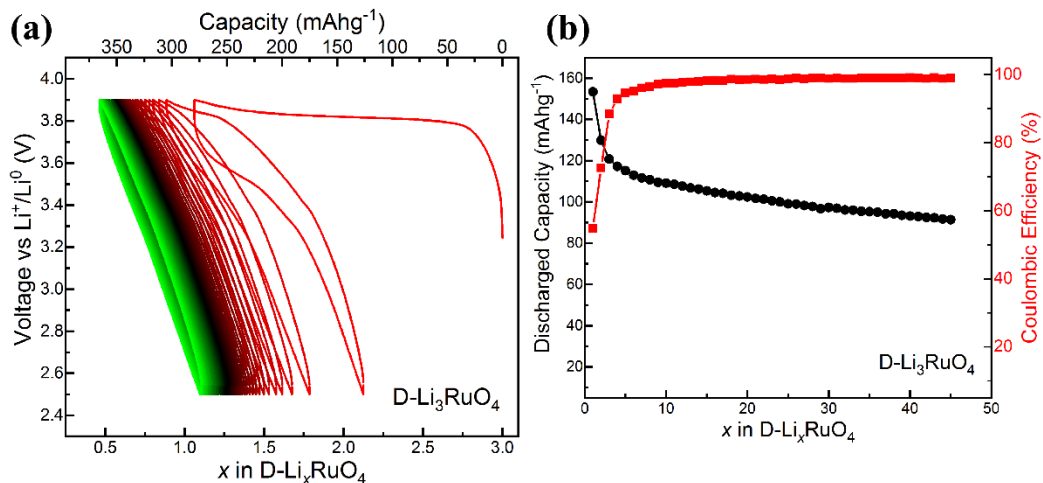 (a)
Capacity (mAhg⁻¹)
350 300 250 200 150 100 50 0
Voltage vs Li⁺/Li⁰ (V)
4.0
3.8
3.6
3.4
3.2
3.0
2.8
2.6
2.4
D-Li₃RuO₄
0.5 1.0 1.5 2.0 2.5 3.0
x in D-LiₓRuO₄
(b)
Discharged Capacity (mAhg⁻¹)
160
140
120
100
80
60
40
20
100
80
60
40
20
Coulombic Efficiency (%)
D-Li₃RuO₄
0 10 20 30 40 50
x in D-LiₓRuO₄